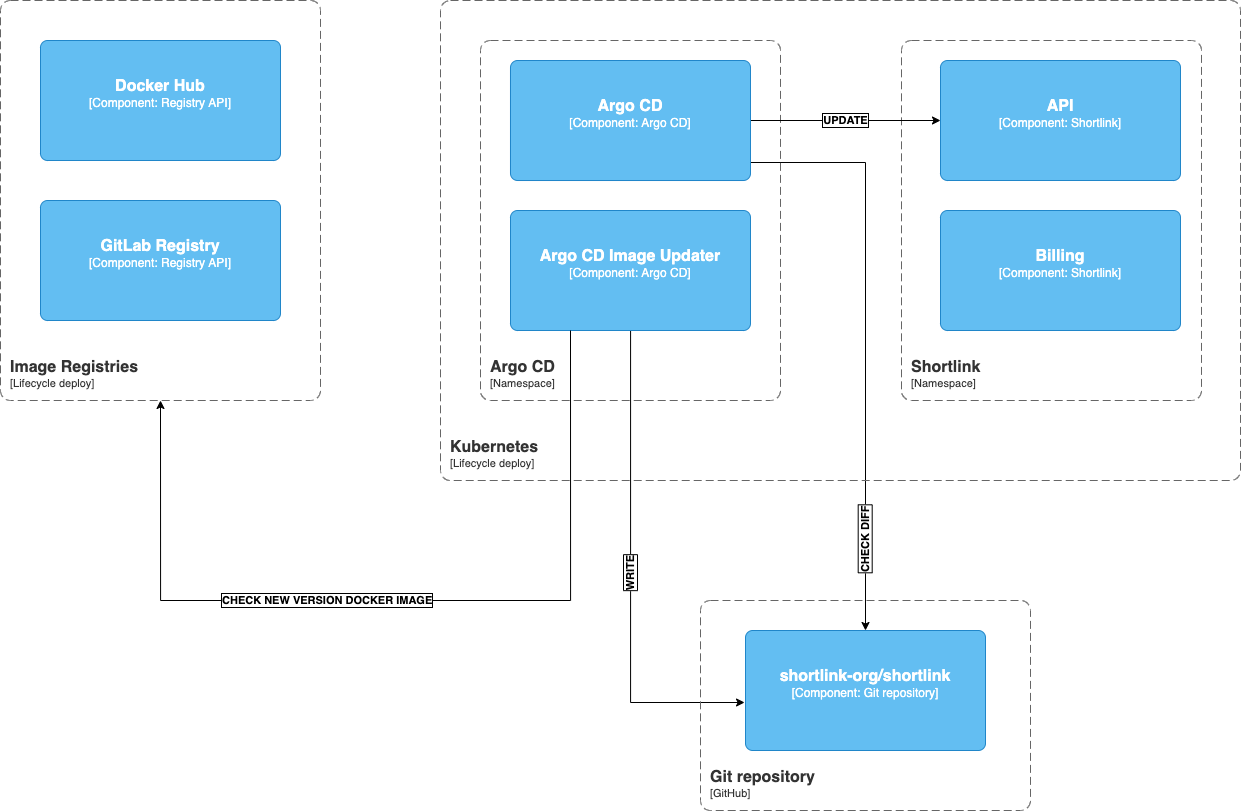 Docker Hub
[Component: Registry API]
GitLab Registry
[Component: Registry API]
Image Registries
[Lifecycle deploy]
Argo CD
[Component: Argo CD]
UPDATE
API
[Component: Shortlink]
Argo CD Image Updater
[Component: Argo CD]
Billing
[Component: Shortlink]
Argo CD
[Namespace]
Shortlink
[Namespace]
Kubernetes
[Lifecycle deploy]
CHECK DIFF
WRITE
CHECK NEW VERSION DOCKER IMAGE
shortlink-org/shortlink
[Component: Git repository]
Git repository
[GitHub]